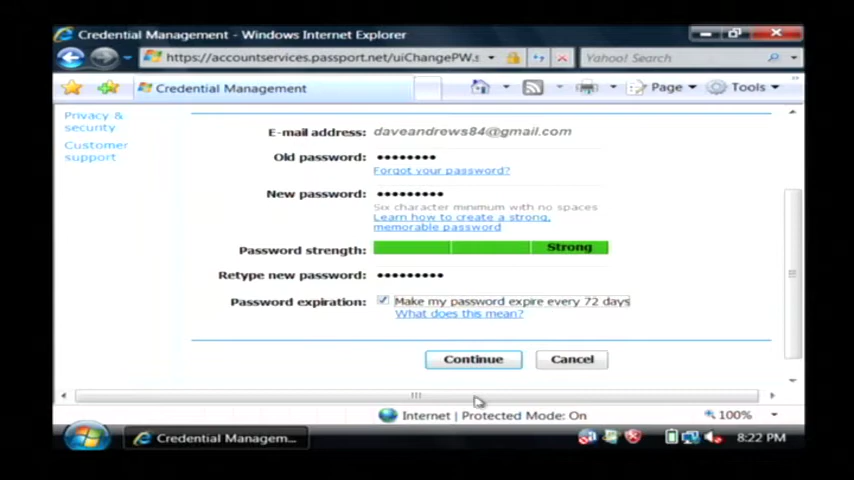 Credential Management - Windows Internet Explorer
https://accountservices.passport.net/uiChangePW.s
Yahoo! Search
Credential Management
Page
Tools
Privacy &
security
Customer
support
E-mail address: daveandrews84@gmail.com
Old password: ••••••••
Forgot your password?
New password: •••••••••
Six character minimum with no spaces
Learn how to create a strong,
memorable password
Password strength: Strong
Retype new password: •••••••••
Password expiration: Make my password expire every 72 days
What does this mean?
Continue Cancel
Internet | Protected Mode: On
100%
Credential Managem...
8:22 PM